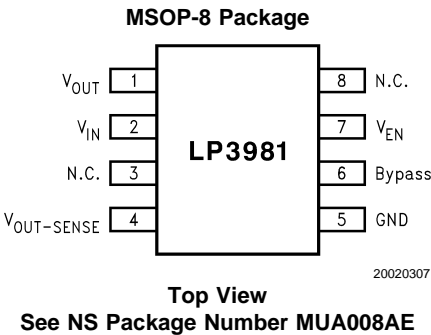 MSOP-8 Package
V_OUT 1
8 N.C.
V_IN 2
7 V_EN
LP3981
N.C. 3
6 Bypass
V_OUT-SENSE 4
5 GND
20020307
Top View
See NS Package Number MUA008AE